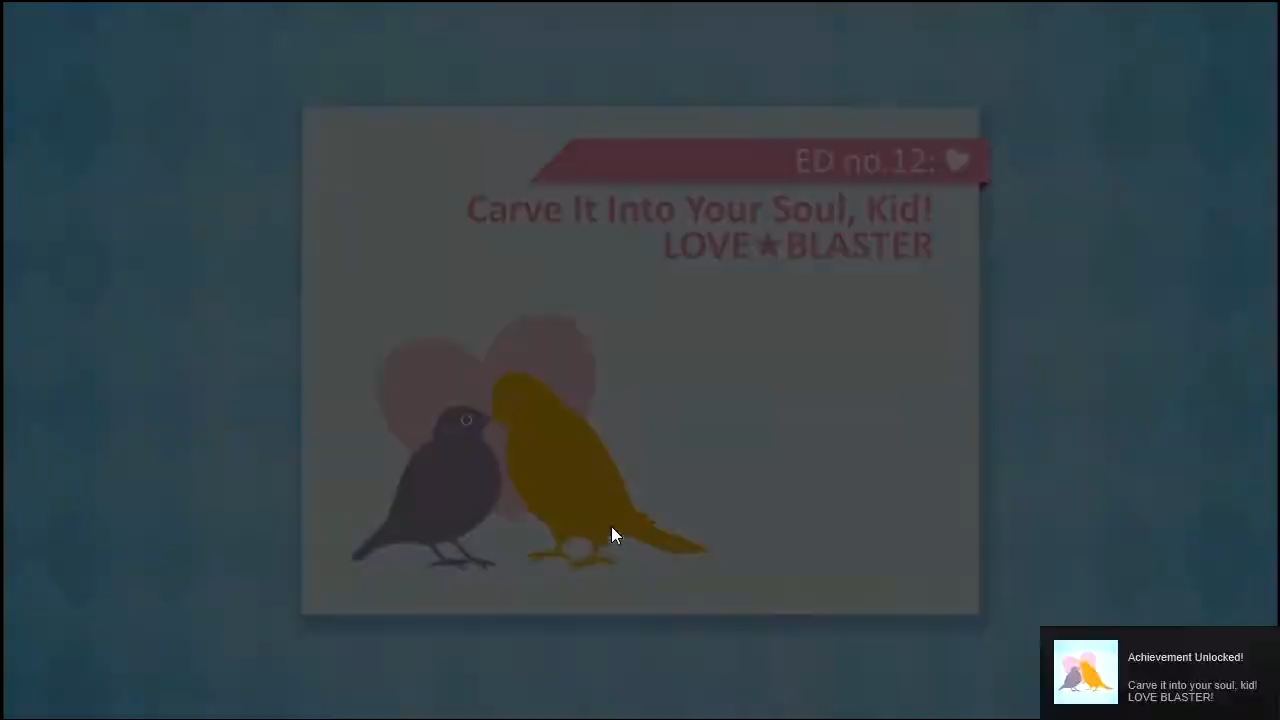 ED no.12: ♥
Carve It Into Your Soul, Kid!
LOVE★BLASTER
Achievement Unlocked!
Carve it into your soul, kid!
LOVE BLASTER!